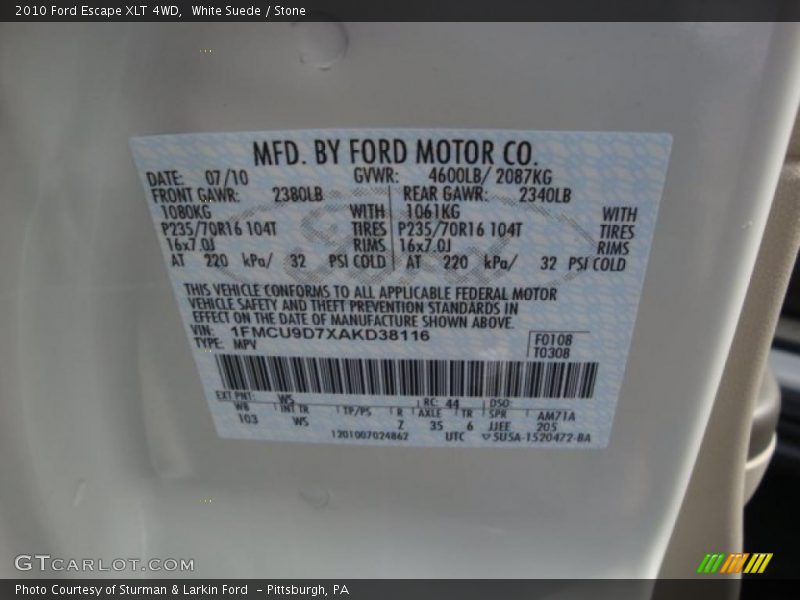 2010 Ford Escape XLT 4WD, White Suede / Stone
MFD. BY FORD MOTOR CO.
DATE: 07/10 GVWR: 4600LB/ 2087KG
FRONT GAWR: 2380LB REAR GAWR: 2340LB
1080KG WITH 1061KG WITH
P235/70R16 104T TIRES P235/70R16 104T TIRES
16x7.0J RIMS 16x7.0J RIMS
AT 220 kPa/ 32 PSI COLD AT 220 kPa/ 32 PSI COLD
THIS VEHICLE CONFORMS TO ALL APPLICABLE FEDERAL MOTOR
VEHICLE SAFETY AND THEFT PREVENTION STANDARDS IN
EFFECT ON THE DATE OF MANUFACTURE SHOWN ABOVE.
VIN: 1FMCU9D7XAKD38116 F0108
TYPE: MPV T0308
EXT PNT: WS RC: 44 DSO:
WB INT TR TP/PS R AXLE TR SPR AM71A
103 WS Z 35 6 JJEE 205
1201007024862 UTC ▽5U5A-1520472-BA
GTCARLOT.COM
Photo Courtesy of Sturman & Larkin Ford - Pittsburgh, PA